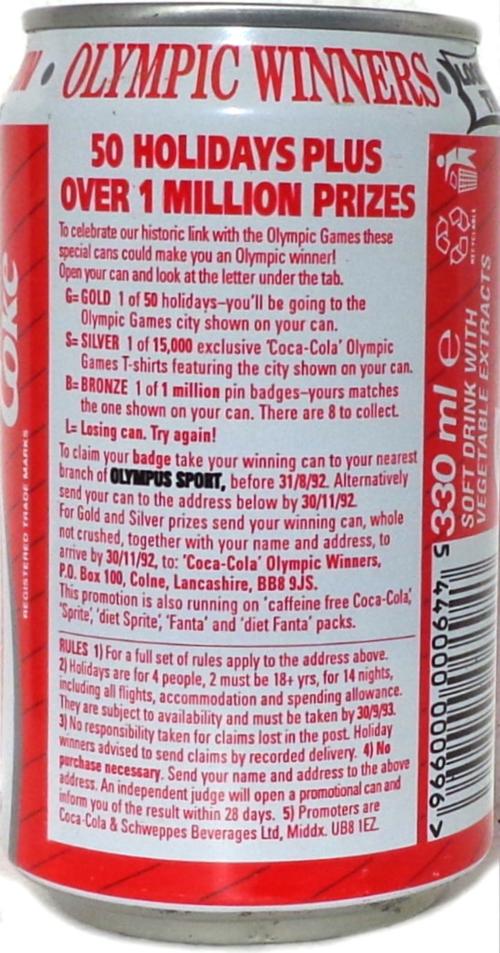 OLYMPIC WINNERS
50 HOLIDAYS PLUS
OVER 1 MILLION PRIZES
To celebrate our historic link with the Olympic Games these
special cans could make you an Olympic winner!
Open your can and look at the letter under the tab.
G=GOLD 1 of 50 holidays–you'll be going to the
Olympic Games city shown on your can.
S=SILVER 1 of 15,000 exclusive 'Coca-Cola' Olympic
Games T-shirts featuring the city shown on your can.
B=BRONZE 1 of 1 million pin badges–yours matches
the one shown on your can. There are 8 to collect.
L= Losing can. Try again!
To claim your badge take your winning can to your nearest
branch of OLYMPUS SPORT, before 31/8/92. Alternatively
send your can to the address below by 30/11/92.
For Gold and Silver prizes send your winning can, whole
not crushed, together with your name and address, to
arrive by 30/11/92, to: 'Coca-Cola' Olympic Winners,
P.O. Box 100, Colne, Lancashire, BB8 9JS.
This promotion is also running on 'caffeine free Coca-Cola',
'Sprite', 'diet Sprite', 'Fanta' and 'diet Fanta' packs.
RULES 1) For a full set of rules apply to the address above.
2) Holidays are for 4 people, 2 must be 18+ yrs, for 14 nights,
including all flights, accommodation and spending allowance.
They are subject to availability and must be taken by 30/9/93.
3) No responsibility taken for claims lost in the post. Holiday
winners advised to send claims by recorded delivery. 4) No
purchase necessary. Send your name and address to the above
address. An independent judge will open a promotional can and
inform you of the result within 28 days. 5) Promoters are
Coca-Cola & Schweppes Beverages Ltd, Middx. UB8 1EZ.
Coke
REGISTERED TRADE MARKS
RECYCLABLE
330 ml e
SOFT DRINK WITH
VEGETABLE EXTRACTS
5 449000 000996 >